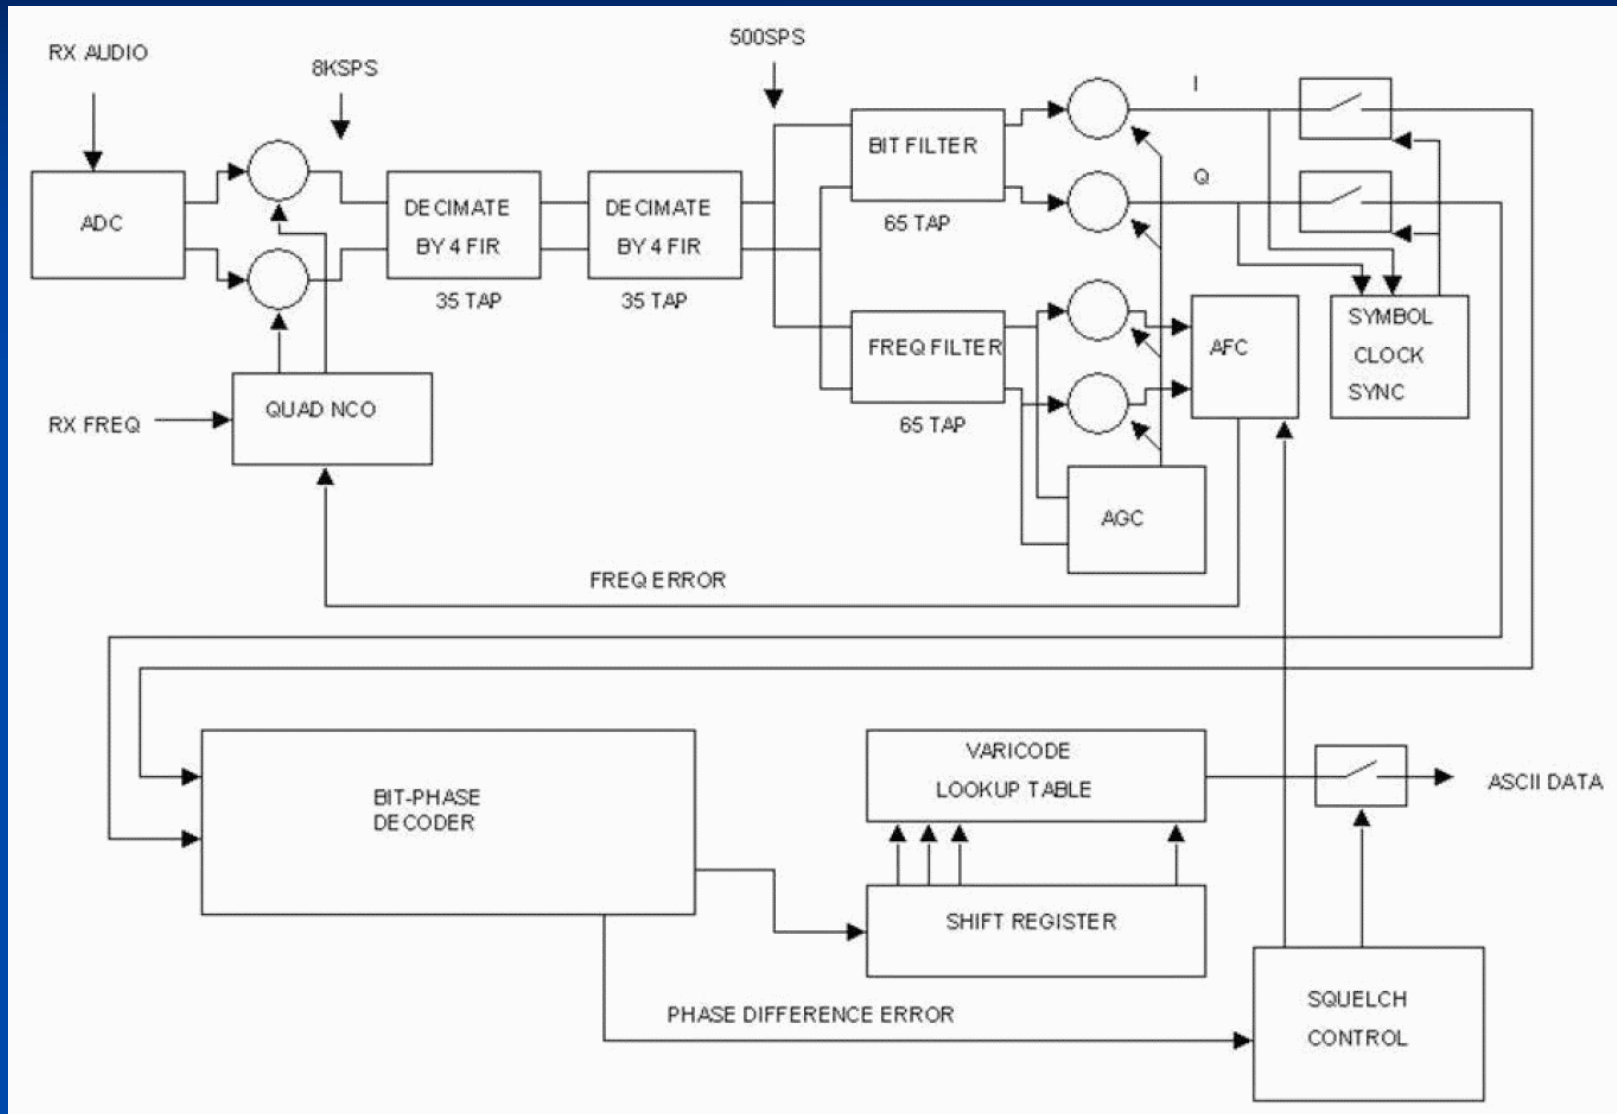 RX AUDIO
8KSPS
500SPS
I
BIT FILTER
Q
ADC
DECIMATE
BY 4 FIR
DECIMATE
BY 4 FIR
65 TAP
35 TAP
35 TAP
SYMBOL
CLOCK
SYNC
FREQ FILTER
AFC
QUAD NCO
RX FREQ
65 TAP
AGC
FREQ ERROR
VARICODE
LOOKUP TABLE
ASCII DATA
BIT-PHASE
DECODER
SHIFT REGISTER
SQUELCH
CONTROL
PHASE DIFFERENCE ERROR